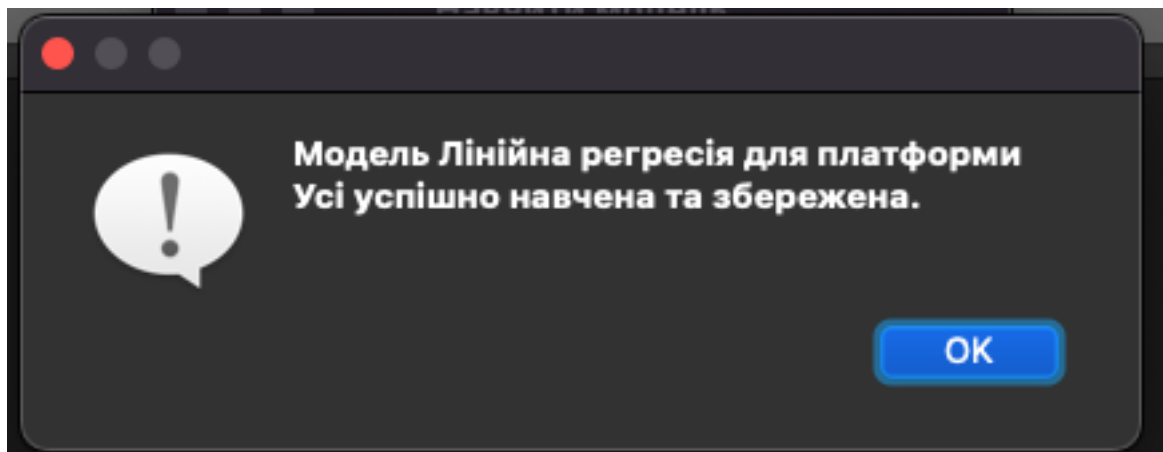 Модель Лінійна регресія для платформи
Усі успішно навчена та збережена.
OK